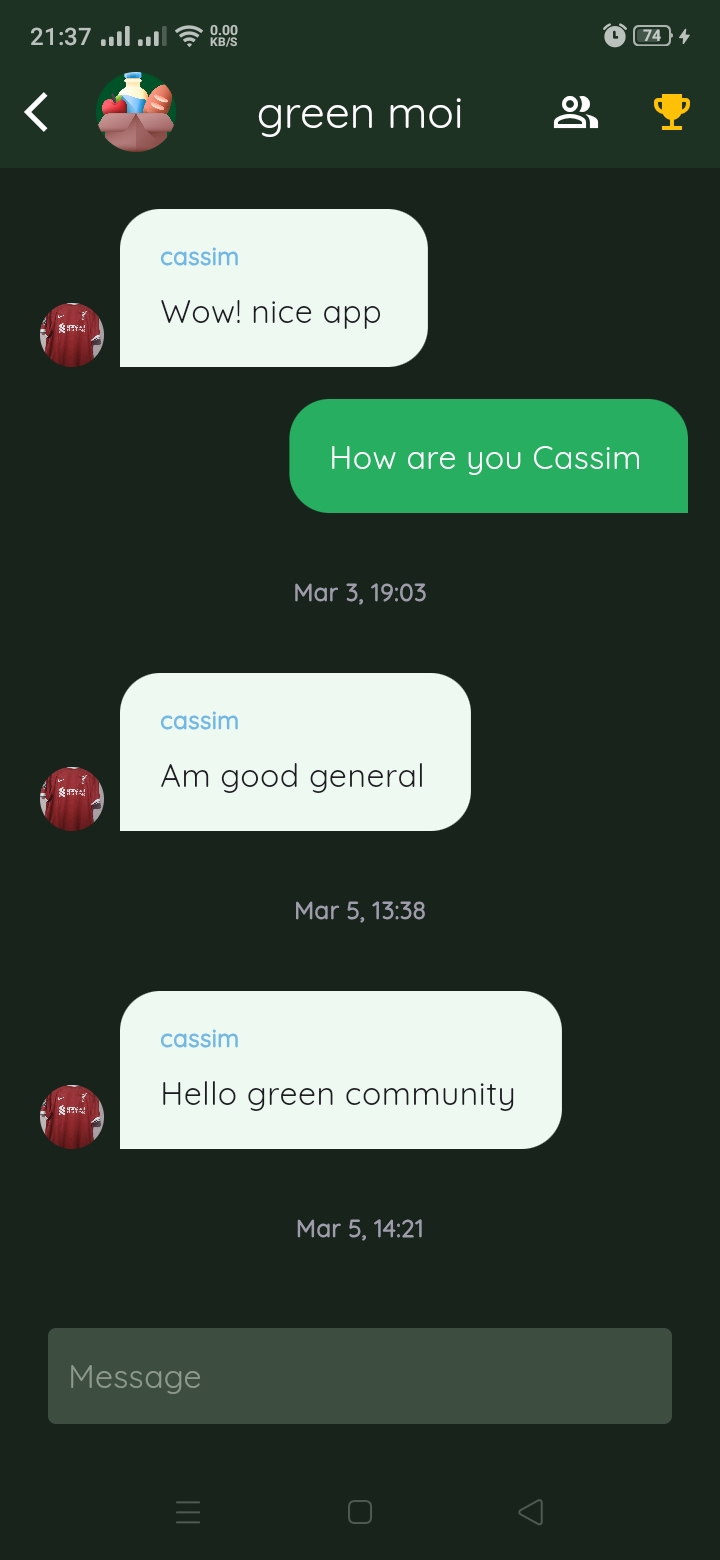 21:37 0.00 KB/S 74
green moi
cassim
Wow! nice app
How are you Cassim
Mar 3, 19:03
cassim
Am good general
Mar 5, 13:38
cassim
Hello green community
Mar 5, 14:21
Message